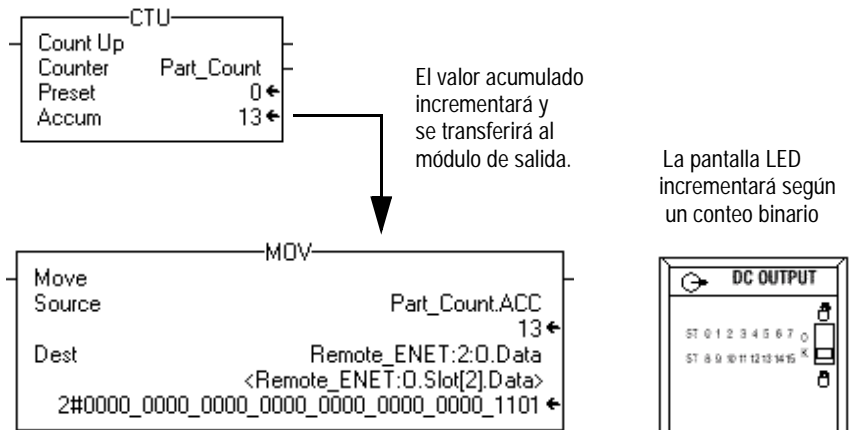 CTU
Count Up
Counter Part_Count
Preset 0
Accum 13
El valor acumulado
incrementará y
se transferirá al
módulo de salida.
La pantalla LED
incrementará según
un conteo binario
MOV
Move
Source Part_Count.ACC
13
Dest Remote_ENET:2:O.Data
<Remote_ENET:O.Slot[2].Data>
2#0000_0000_0000_0000_0000_0000_0000_1101
DC OUTPUT
ST 0 1 2 3 4 5 6 7 O
ST 8 9 10 11 12 13 14 15 K